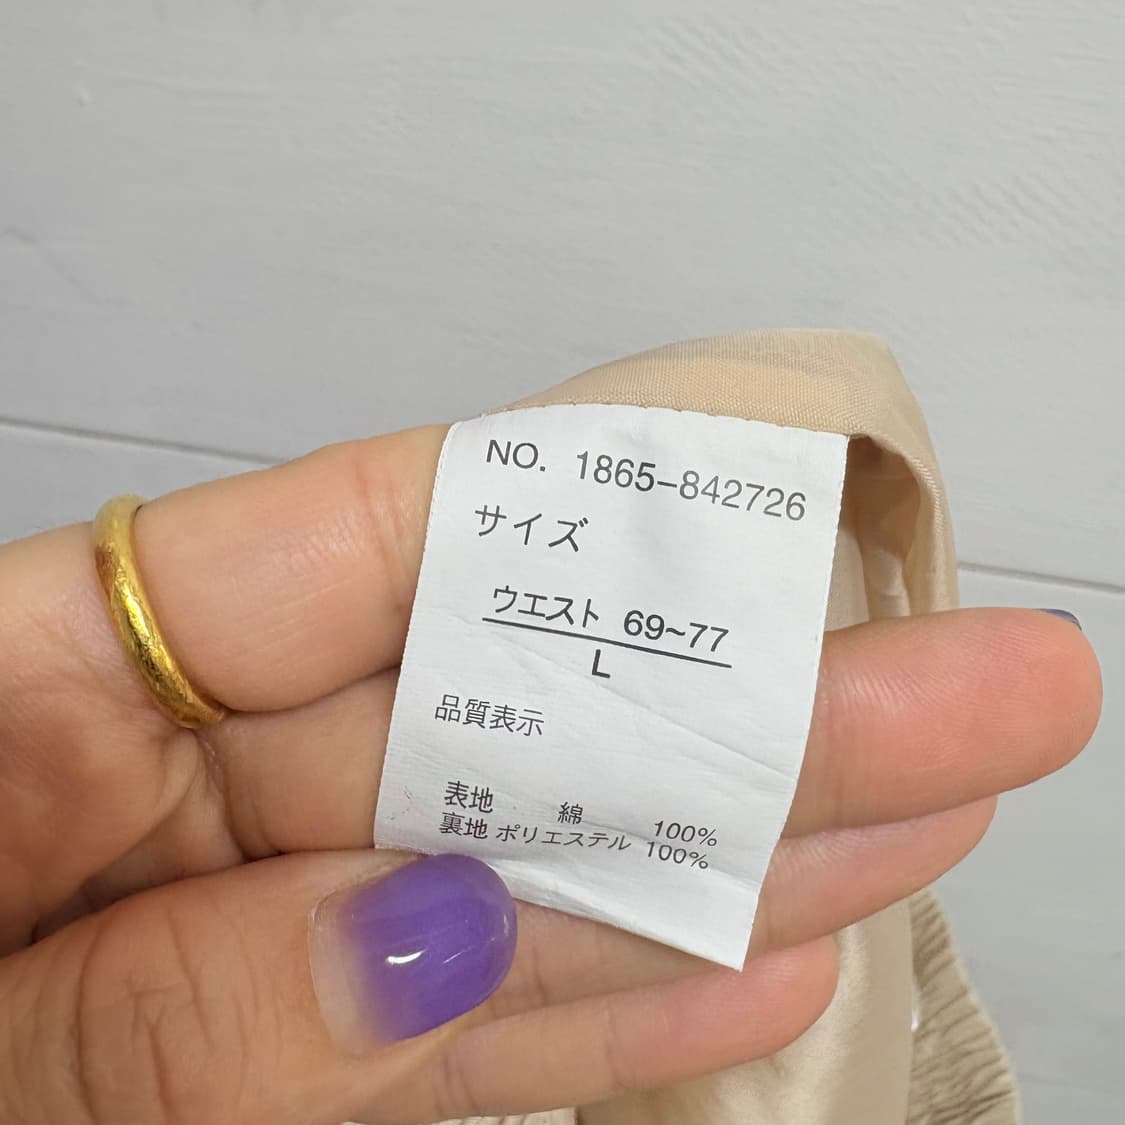 NO. 1865-842726
サイズ
ウエスト 69~77
L
品質表示
表地 綿 100%
裏地 ポリエステル 100%